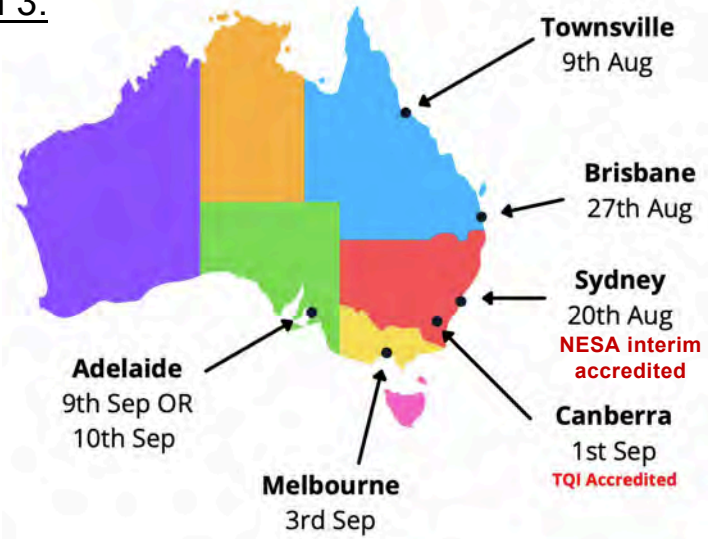 3:
Townsville
9th Aug
Brisbane
27th Aug
Sydney
20th Aug
NESA interim
accredited
Canberra
1st Sep
TQI Accredited
Adelaide
9th Sep OR
10th Sep
Melbourne
3rd Sep